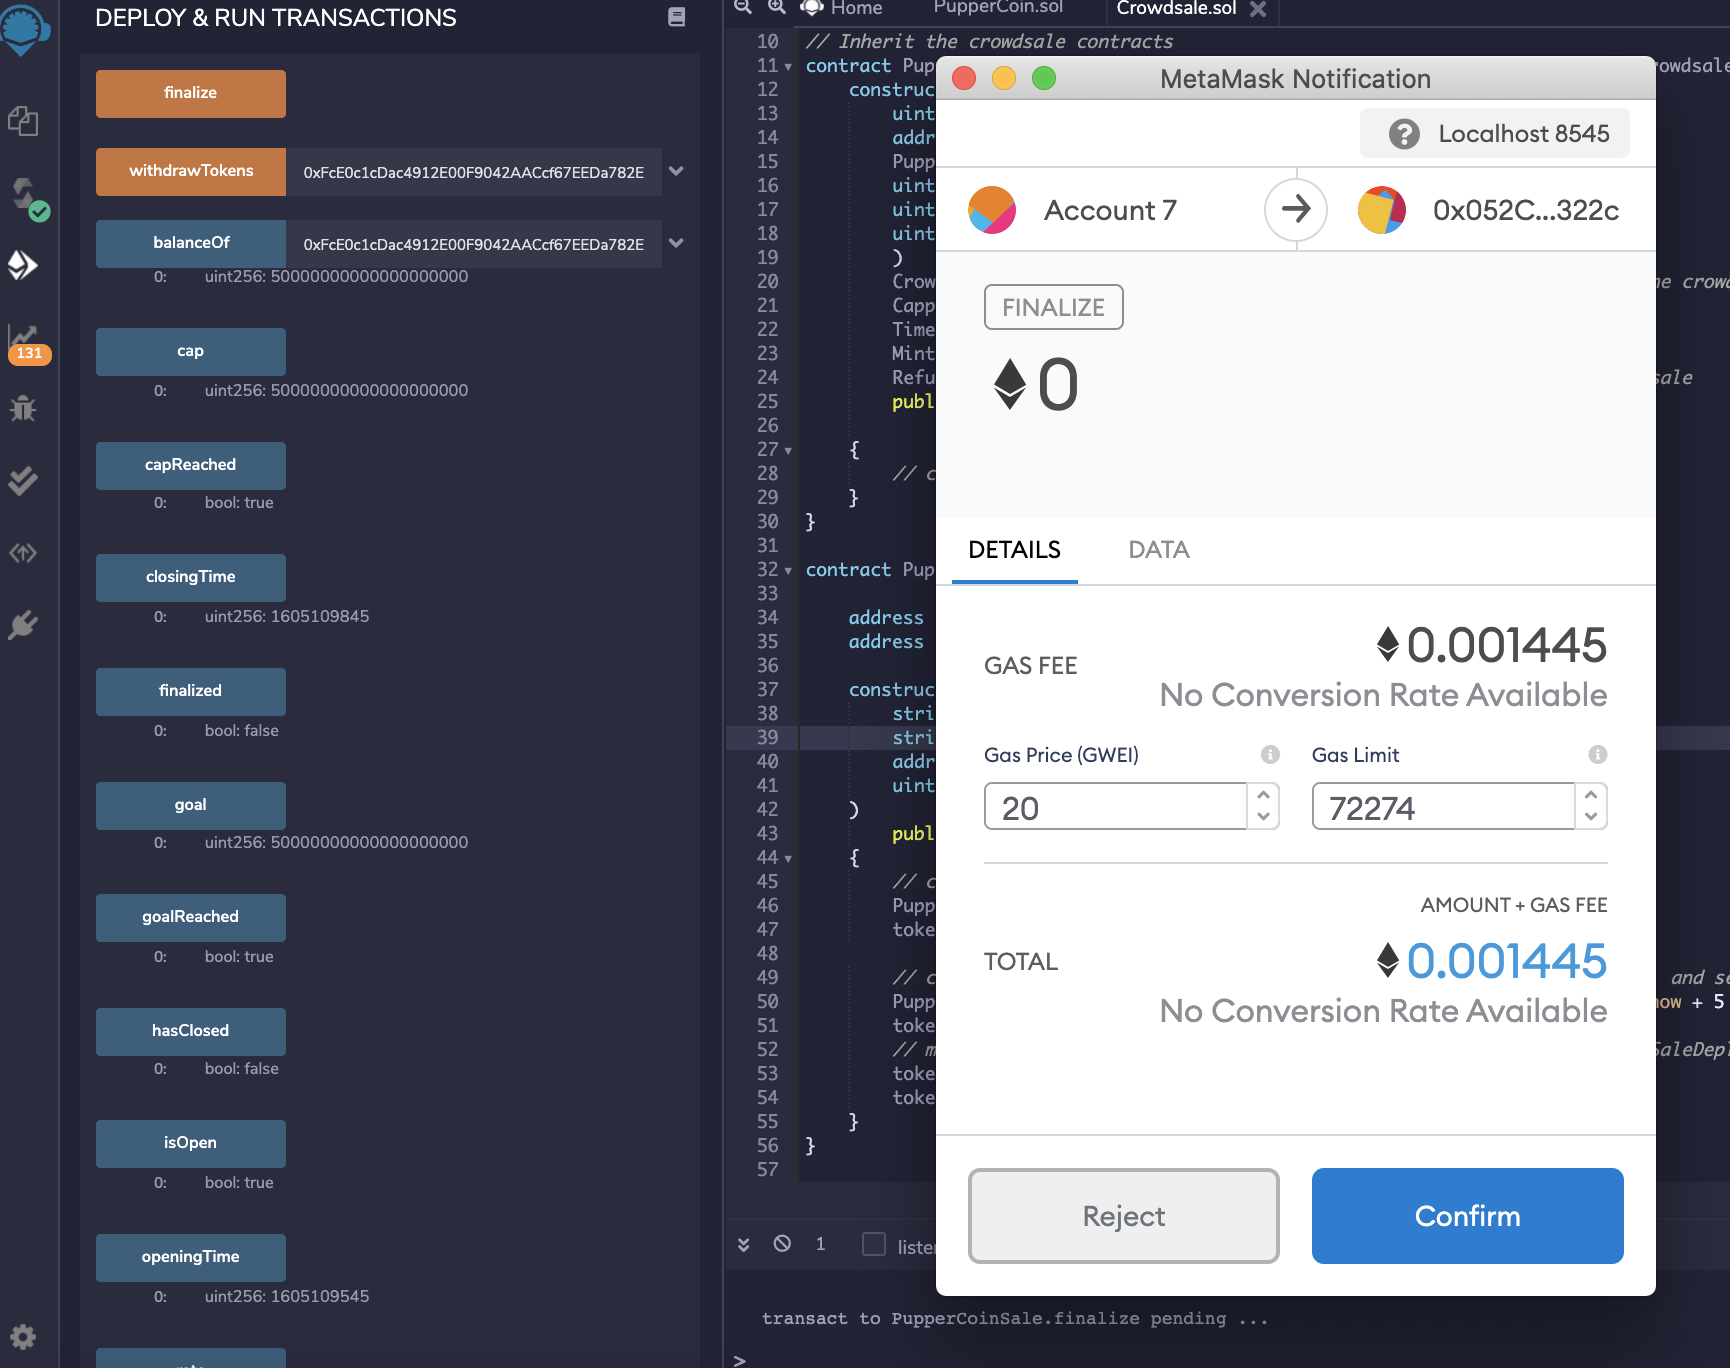 DEPLOY & RUN TRANSACTIONS
finalize
withdrawTokens 0xFcE0c1cDac4912E00F9042AACcf67EEDa782E
balanceOf 0xFcE0c1cDac4912E00F9042AACcf67EEDa782E
0: uint256: 50000000000000000000
cap
0: uint256: 50000000000000000000
capReached
0: bool: true
closingTime
0: uint256: 1605109845
finalized
0: bool: false
goal
0: uint256: 50000000000000000000
goalReached
0: bool: true
hasClosed
0: bool: false
isOpen
0: bool: true
openingTime
0: uint256: 1605109545
131
Home PupperCoin.sol Crowdsale.sol
10 // Inherit the crowdsale contracts
11 contract Pup rowdsale
12 construc
13 uint
14 addr
15 Pupp
16 uint
17 uint
18 uint
19 )
20 Crow he crowd
21 Capp
22 Time
23 Mint
24 Refu sale
25 publ
26
27 {
28 // c
29 }
30 }
31
32 contract Pup
33
34 address
35 address
36
37 construc
38 stri
39 stri
40 addr
41 uint
42 )
43 publ
44 {
45 // c
46 Pupp
47 toke
48
49 // c and se
50 Pupp now + 5
51 toke
52 // m SaleDepl
53 toke
54 toke
55 }
56 }
57
1 listen
transact to PupperCoinSale.finalize pending ...
>
MetaMask Notification
Localhost 8545
Account 7 0x052C...322c
FINALIZE
0
DETAILS DATA
GAS FEE 0.001445
No Conversion Rate Available
Gas Price (GWEI) Gas Limit
20 72274
AMOUNT + GAS FEE
TOTAL 0.001445
No Conversion Rate Available
Reject Confirm